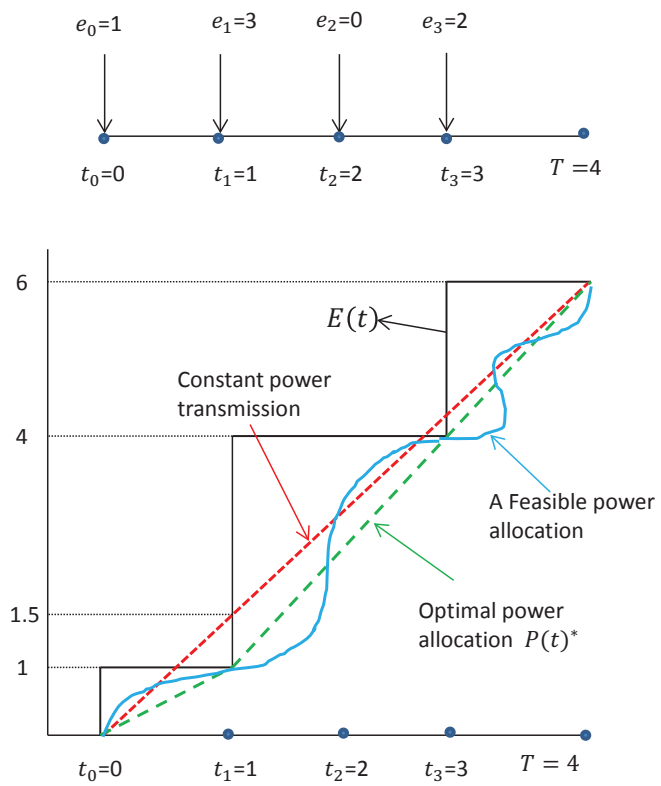 e₀=1 e₁=3 e₂=0 e₃=2
t₀=0 t₁=1 t₂=2 t₃=3 T =4
6
E(t)
Constant power
transmission
4
A Feasible power
allocation
1.5
Optimal power
allocation P(t)*
1
t₀=0 t₁=1 t₂=2 t₃=3 T = 4